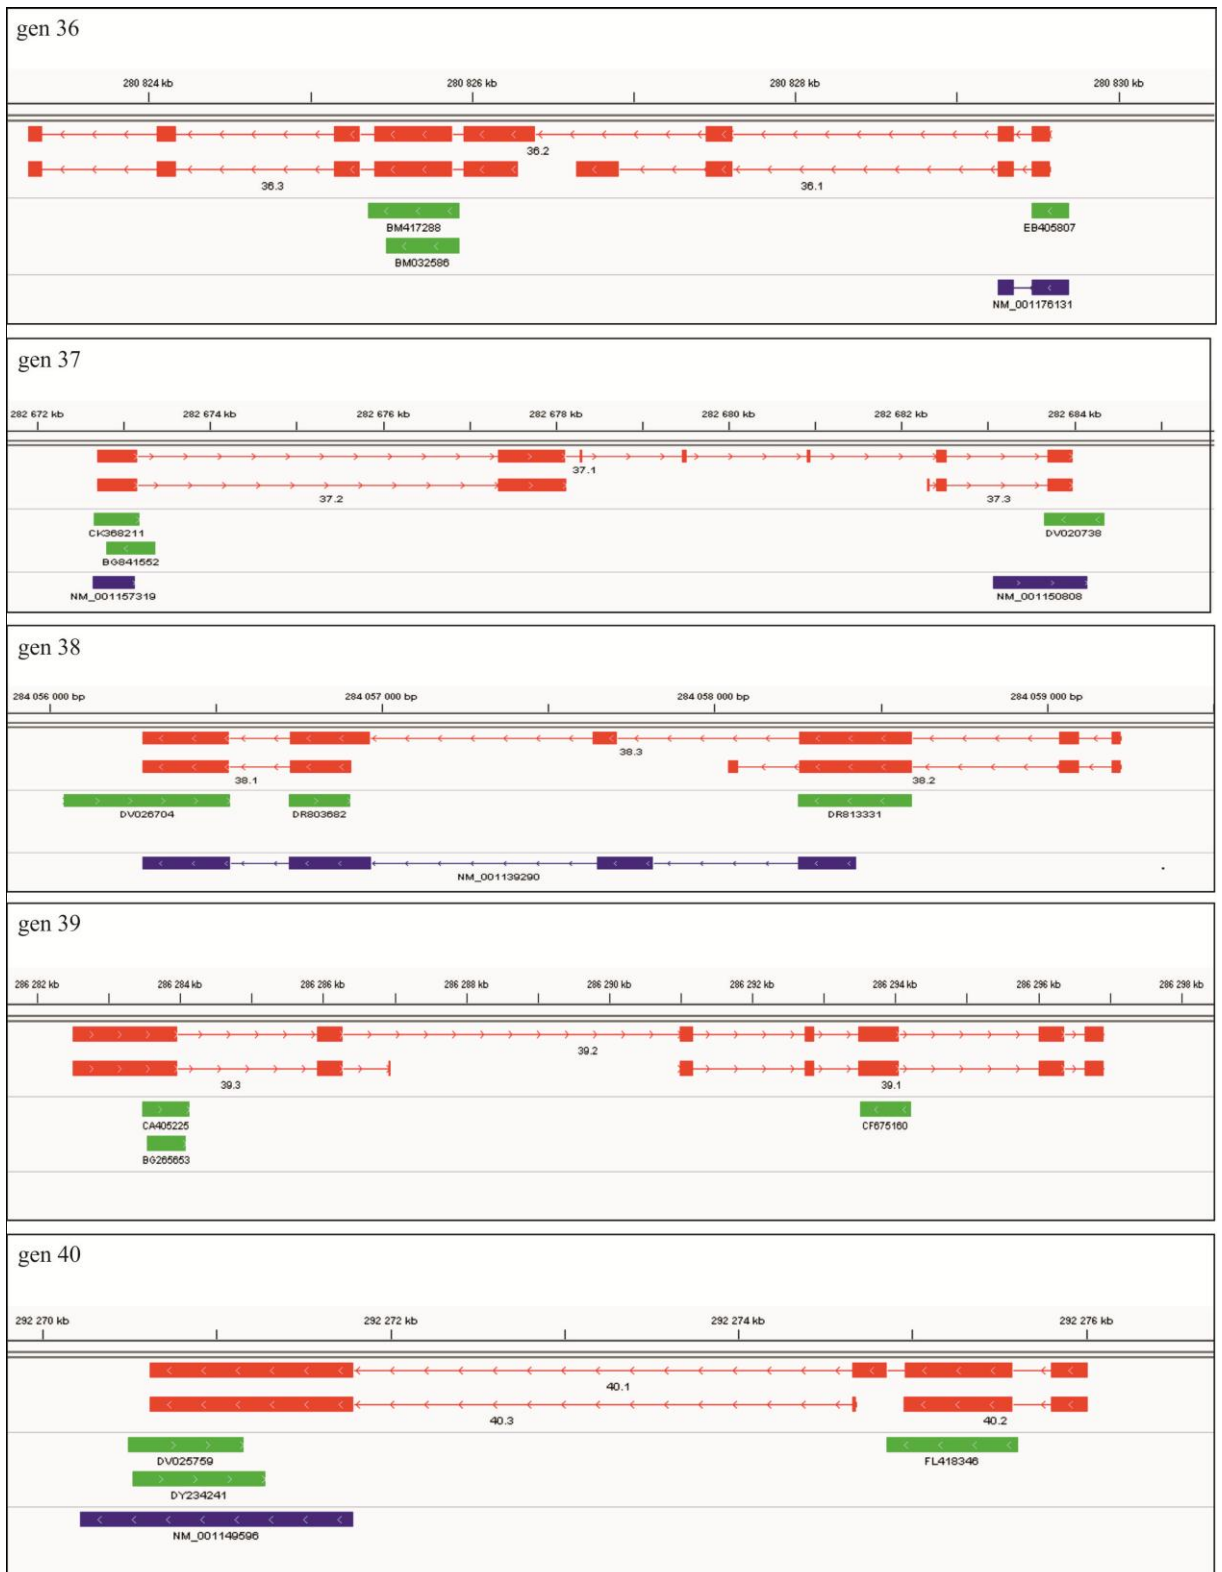 gen 36
280 824 kb 280 826 kb 280 828 kb 280 830 kb
36.2
36.3 36.1
BM417288 EB405807
BM032586
NM_001176131
gen 37
282 672 kb 282 674 kb 282 676 kb 282 678 kb 282 680 kb 282 682 kb 282 684 kb
37.1
37.2 37.3
CK368211 DV020738
BG841552
NM_001157319 NM_001150808
gen 38
284 056 000 bp 284 057 000 bp 284 058 000 bp 284 059 000 bp
38.3
38.1 38.2
DV026704 DR803682 DR813331
NM_001139290
gen 39
286 282 kb 286 284 kb 286 286 kb 286 288 kb 286 290 kb 286 292 kb 286 294 kb 286 296 kb 286 298 kb
39.2
39.3 39.1
CA405225 CF675160
BG265653
gen 40
292 270 kb 292 272 kb 292 274 kb 292 276 kb
40.1
40.3 40.2
DV025759 FL418346
DY234241
NM_001149596